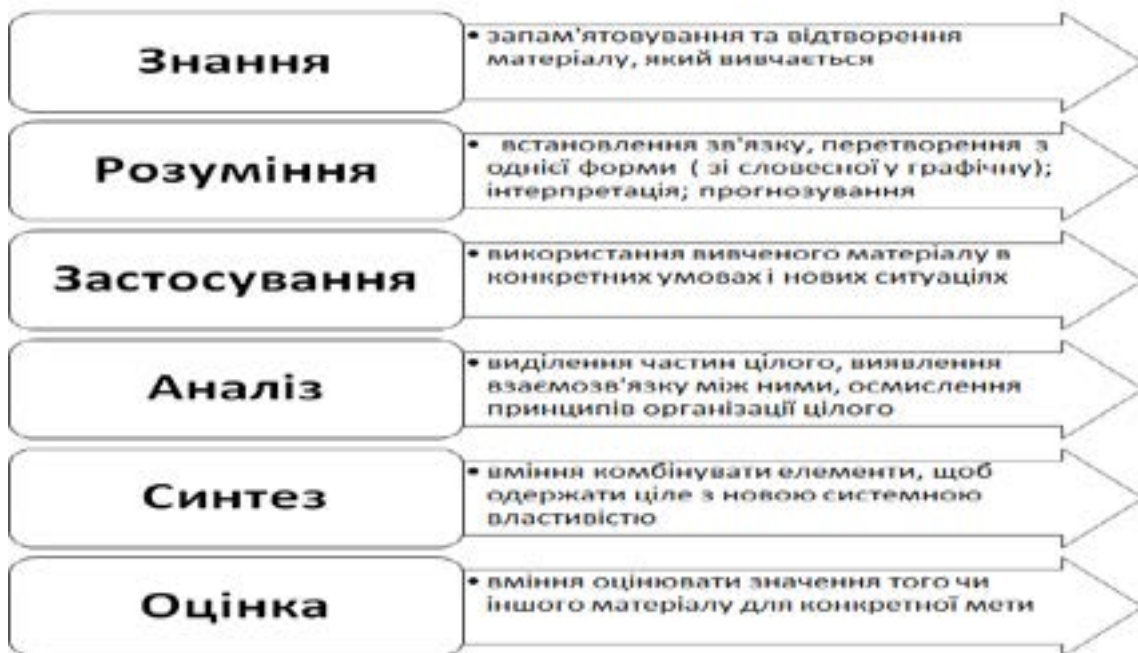 Знання
• запам'ятовування та відтворення
матеріалу, який вивчається
Розуміння
• встановлення зв'язку, перетворення з
однієї форми ( зі словесної у графічну);
інтерпретація; прогнозування
Застосування
• використання вивченого матеріалу в
конкретних умовах і нових ситуаціях
Аналіз
• виділення частин цілого, виявлення
взаємозв'язку між ними, осмислення
принципів організації цілого
Синтез
• вміння комбінувати елементи, щоб
одержати ціле з новою системною
властивістю
Оцінка
• вміння оцінювати значення того чи
іншого матеріалу для конкретної мети